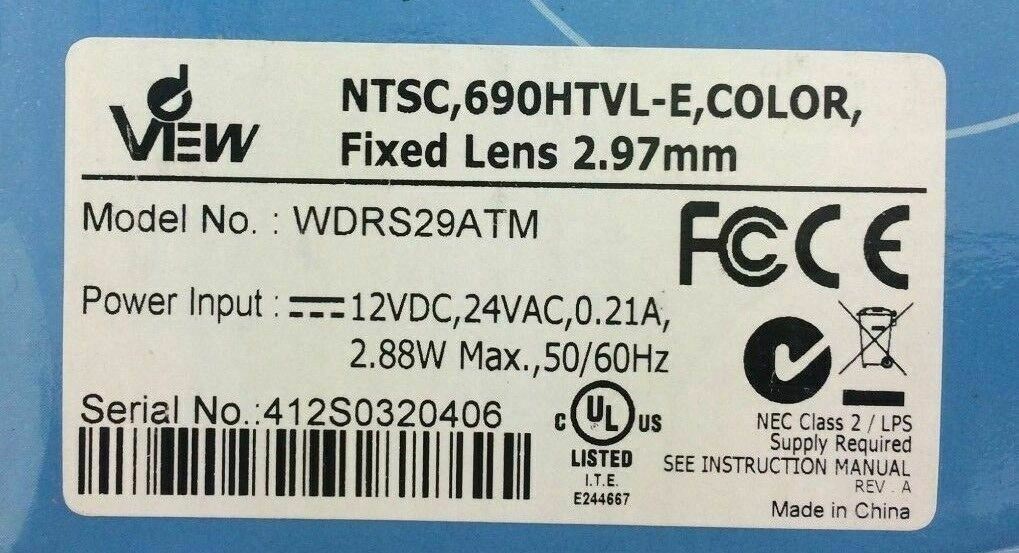 d
VIEW
NTSC,690HTVL-E,COLOR,
Fixed Lens 2.97mm
Model No. : WDRS29ATM
FC CE
Power Input : 12VDC,24VAC,0.21A,
2.88W Max.,50/60Hz
Serial No.:412S0320406
c UL US
LISTED
I.T.E.
E244667
NEC Class 2 / LPS
Supply Required
SEE INSTRUCTION MANUAL
REV . A
Made in China